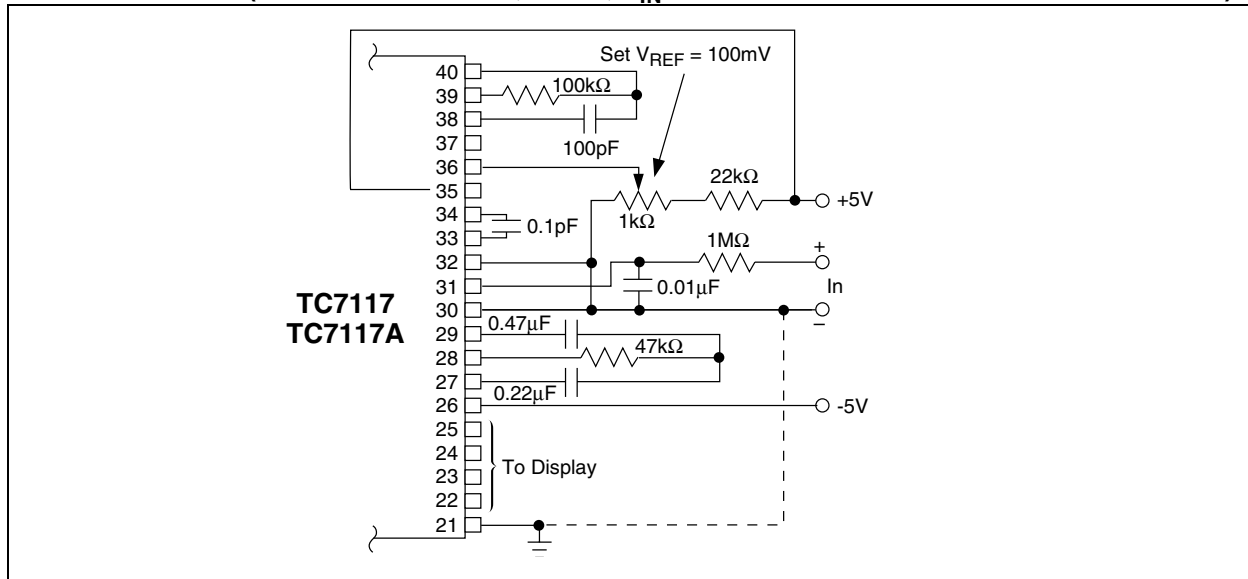 IN
Set VREF = 100mV
40
39
100kΩ
38
100pF
37
36
22kΩ
35
+5V
1kΩ
34
0.1pF
33
1MΩ
+
32
In
31
0.01μF
TC7117
TC7117A
30
–
29
0.47μF
28
47kΩ
27
0.22μF
26
-5V
25
24
To Display
23
22
21